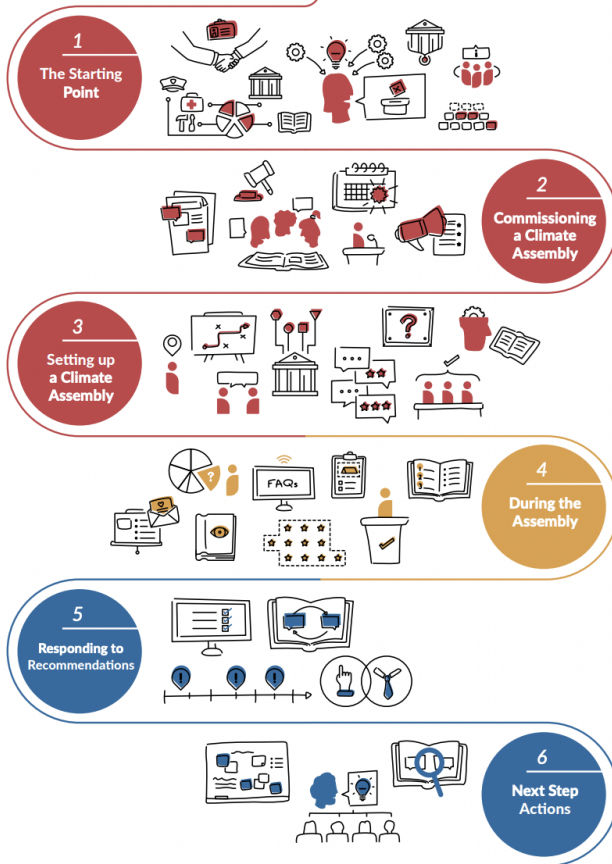 1
The Starting
Point
i
2
Commissioning
a Climate
Assembly
3
Setting up
a Climate
Assembly
?
4
During the
Assembly
?
FAQs
5
Responding to
Recommendations
! ! !
6
Next Step
Actions